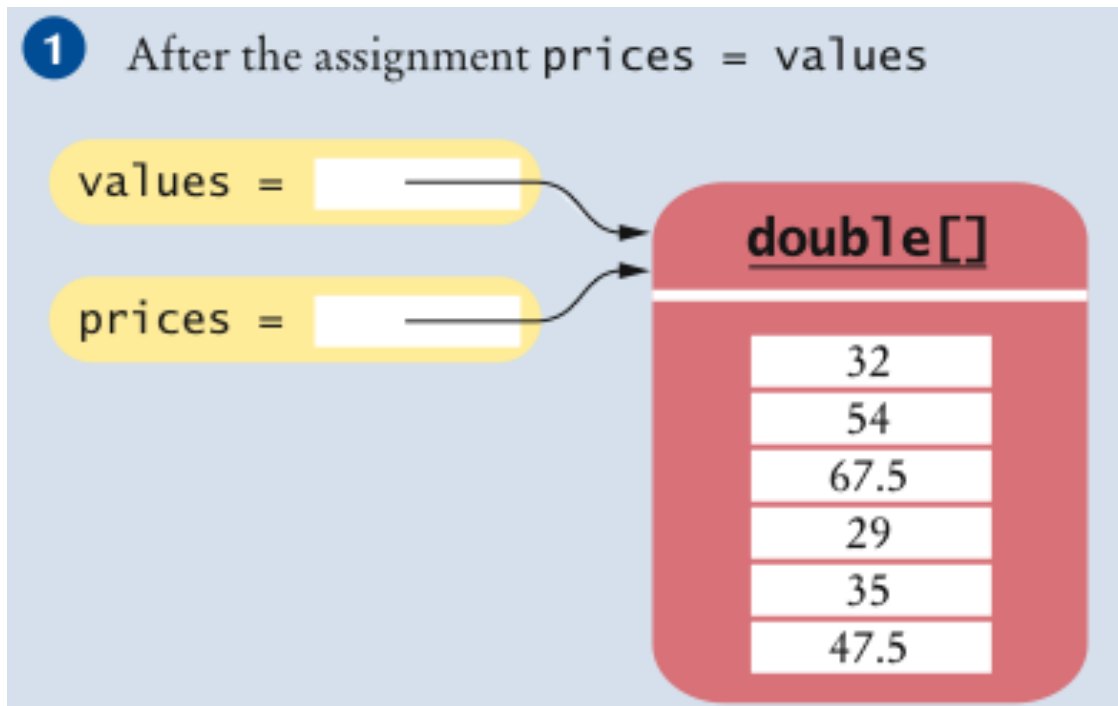 1 After the assignment prices = values
values =
prices =
double[]
32
54
67.5
29
35
47.5